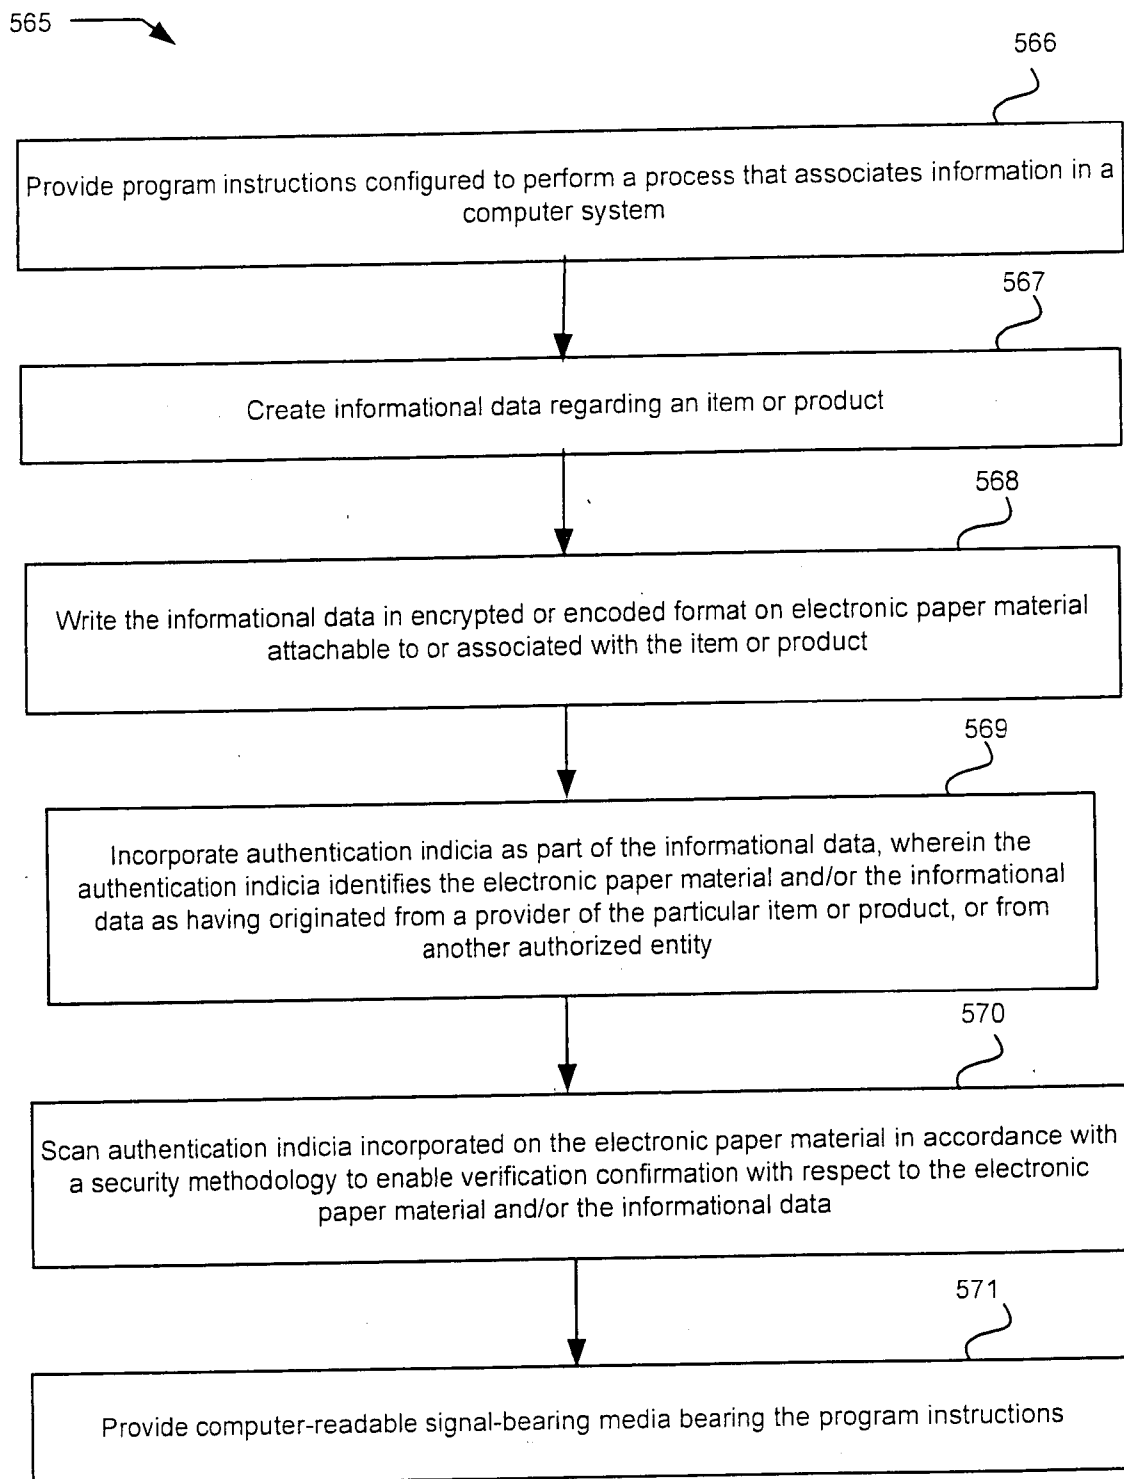 565
566
Provide program instructions configured to perform a process that associates information in a
computer system
567
Create informational data regarding an item or product
568
Write the informational data in encrypted or encoded format on electronic paper material
attachable to or associated with the item or product
569
Incorporate authentication indicia as part of the informational data, wherein the
authentication indicia identifies the electronic paper material and/or the informational
data as having originated from a provider of the particular item or product, or from
another authorized entity
570
Scan authentication indicia incorporated on the electronic paper material in accordance with
a security methodology to enable verification confirmation with respect to the electronic
paper material and/or the informational data
571
Provide computer-readable signal-bearing media bearing the program instructions